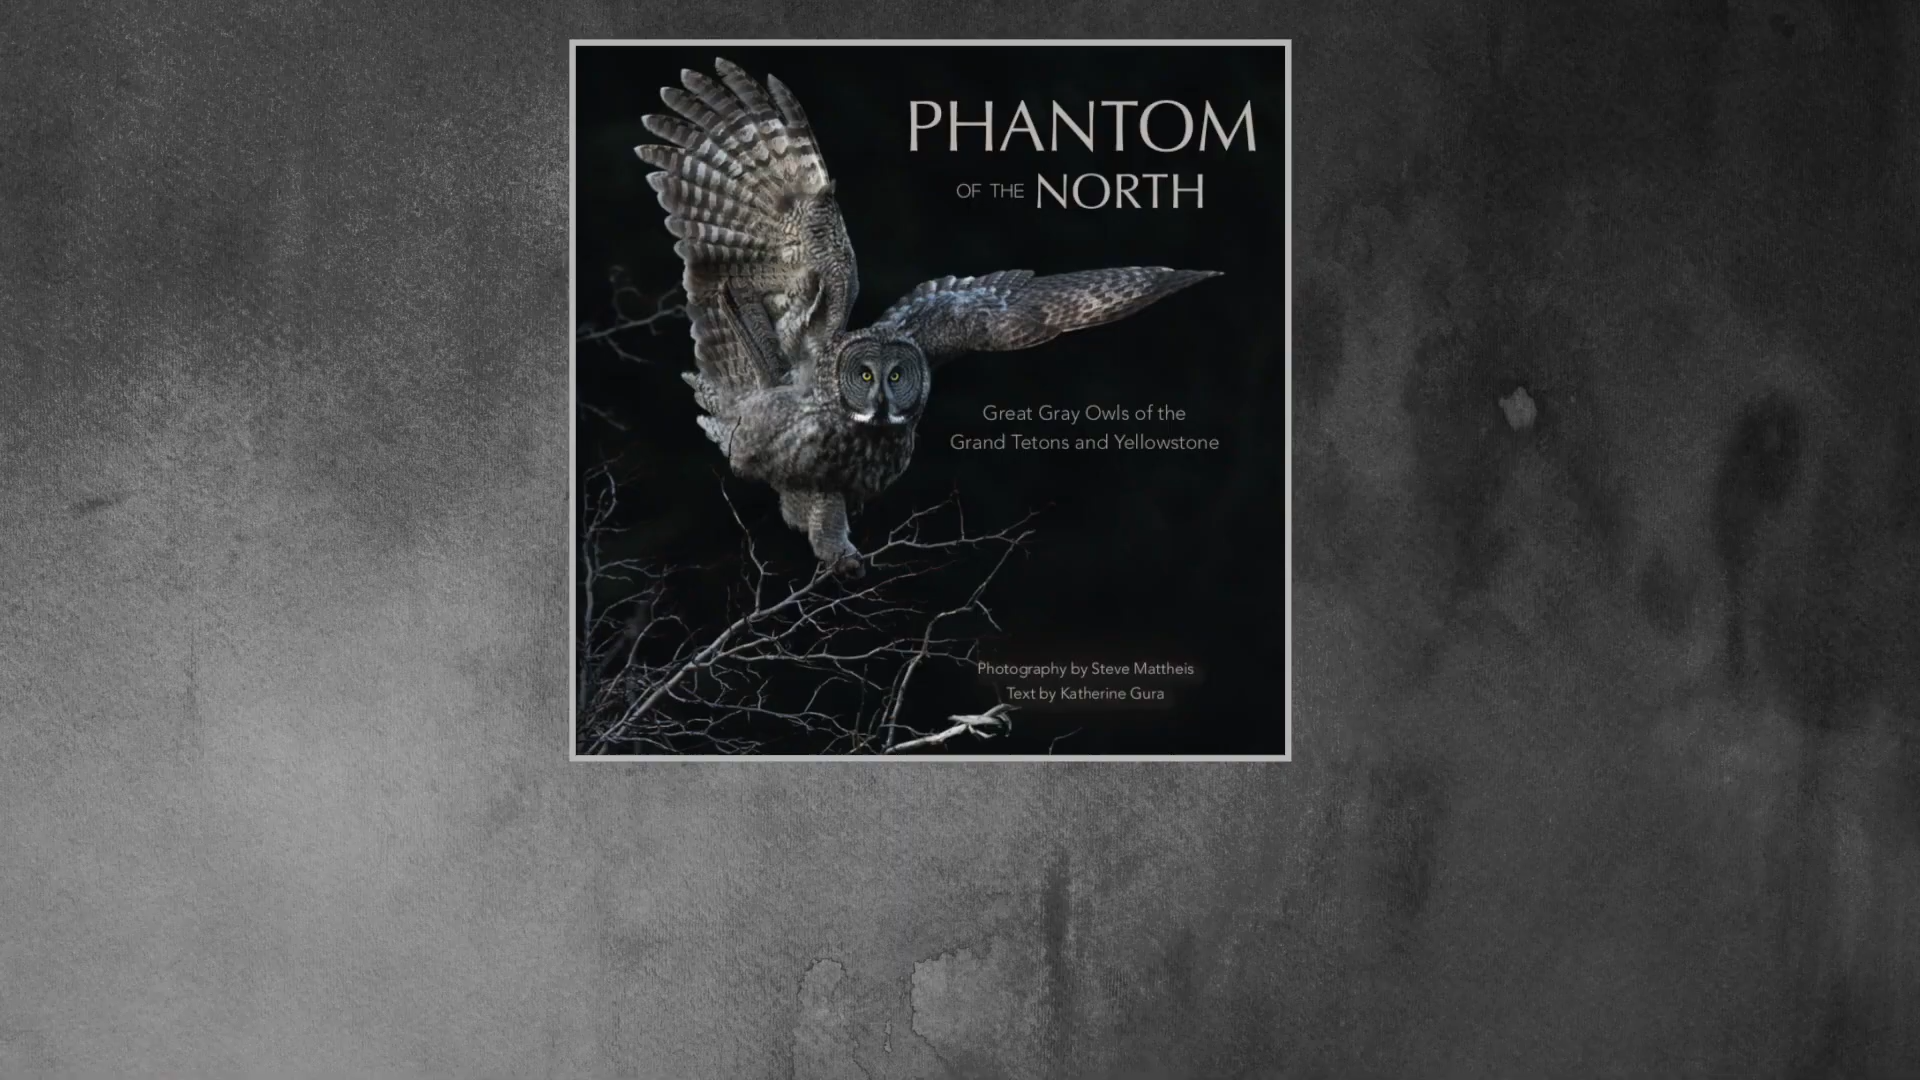 PHANTOM
OF THE NORTH
Great Gray Owls of the
Grand Tetons and Yellowstone
Photography by Steve Mattheis
Text by Katherine Gura